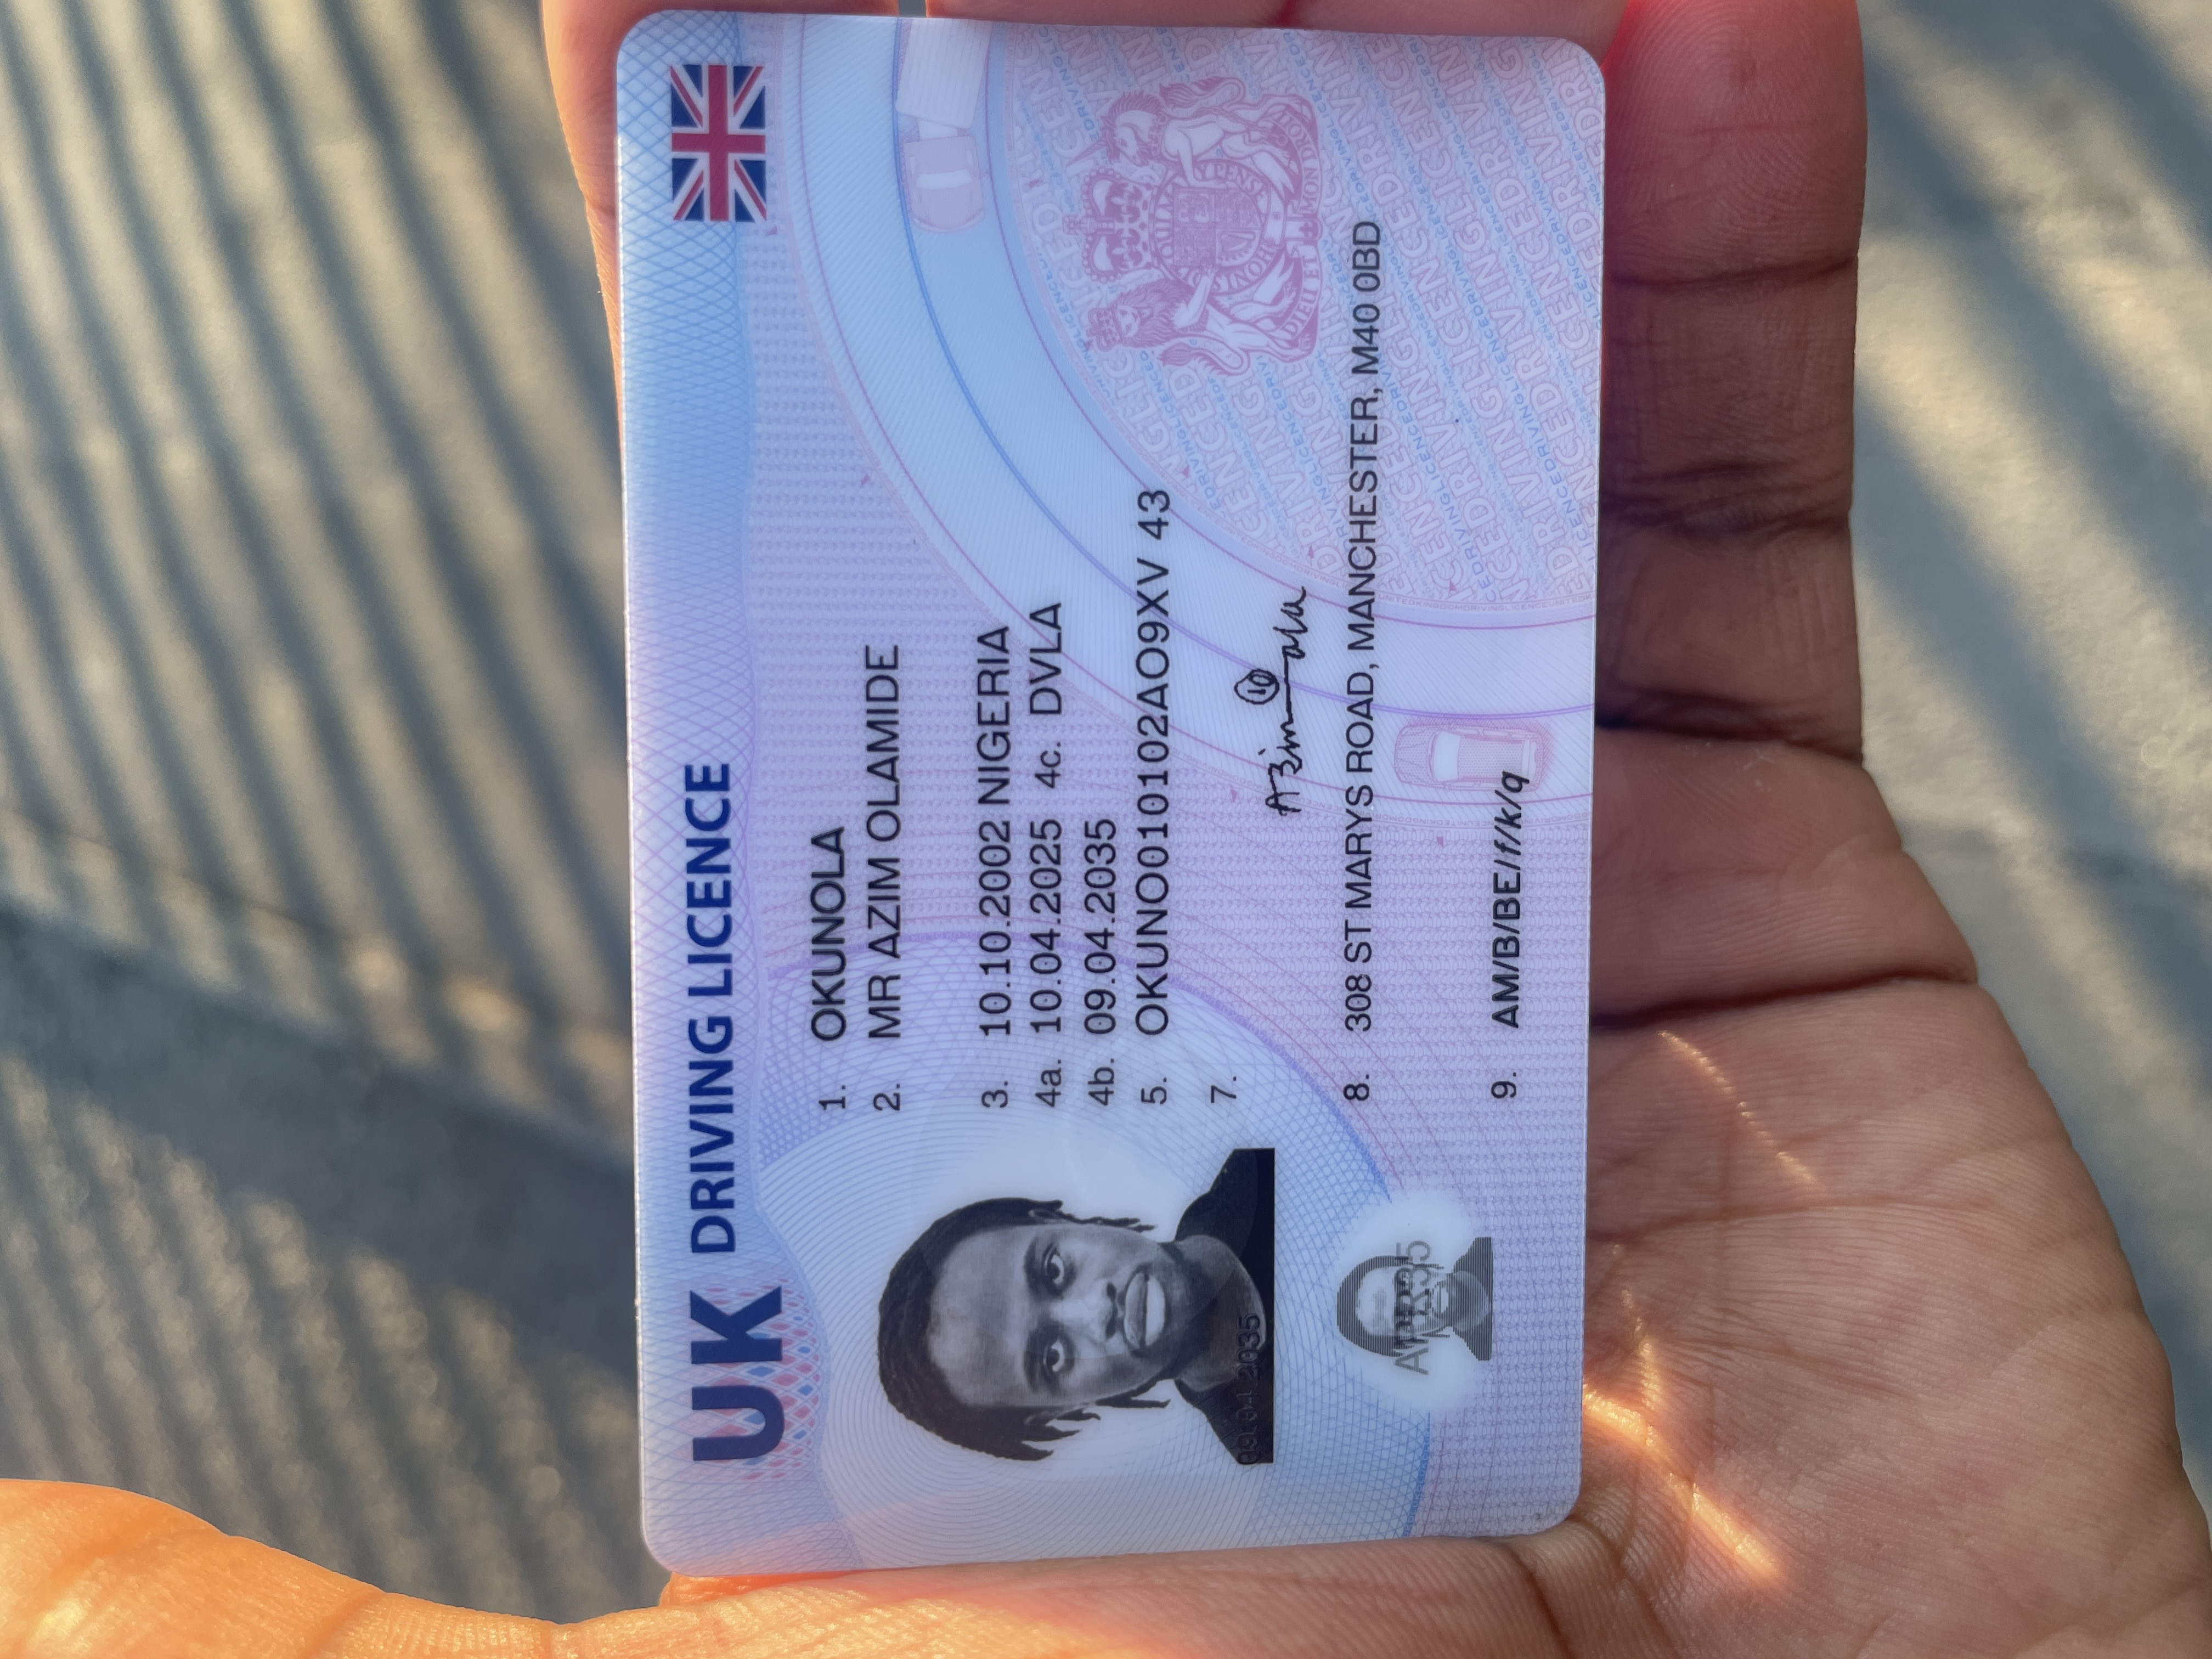 UK DRIVING LICENCE
1. OKUNOLA
2. MR AZIM OLAMIDE
3. 10.10.2002 NIGERIA
4a. 10.04.2025 4c. DVLA
4b. 09.04.2035
5. OKUNO010102AO9XV 43
7.
Azim ola
09.04.2035
8. 308 ST MARYS ROAD, MANCHESTER, M40 0BD
APR35
9. AM/B/BE/f/k/q
DIEU ET MON DROIT